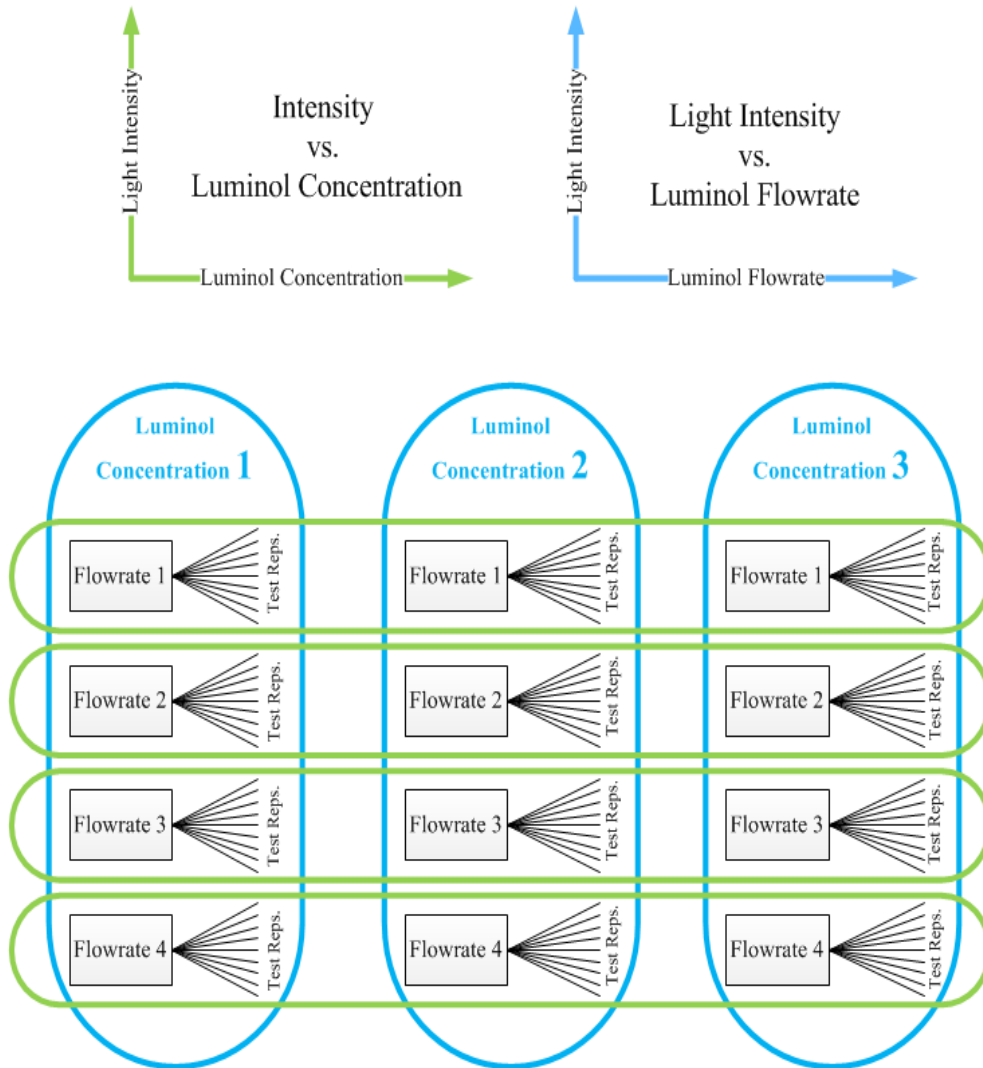 Light Intensity
Intensity
vs.
Luminol Concentration
Luminol Concentration
Light Intensity
Light Intensity
vs.
Luminol Flowrate
Luminol Flowrate
Luminol
Concentration 1
Luminol
Concentration 2
Luminol
Concentration 3
Flowrate 1
Test Reps.
Flowrate 1
Test Reps.
Flowrate 1
Test Reps.
Flowrate 2
Test Reps.
Flowrate 2
Test Reps.
Flowrate 2
Test Reps.
Flowrate 3
Test Reps.
Flowrate 3
Test Reps.
Flowrate 3
Test Reps.
Flowrate 4
Test Reps.
Flowrate 4
Test Reps.
Flowrate 4
Test Reps.